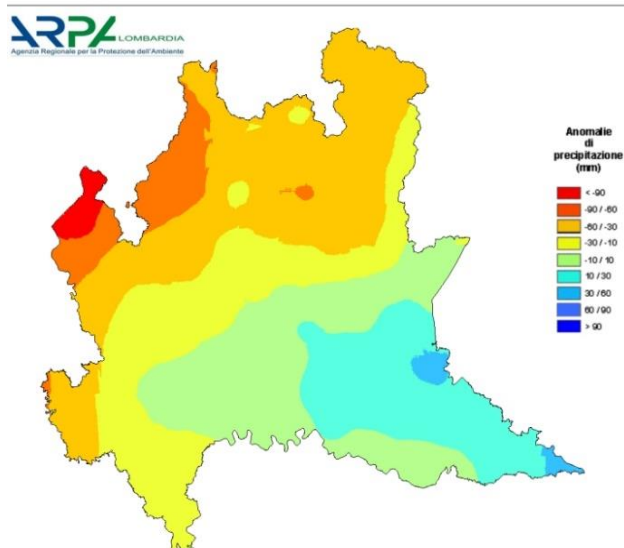 ARPA LOMBARDIA
Agenzia Regionale per la Protezione dell'Ambiente
Anomalie
di
precipitazione
(mm)
< -90
-90 / -60
-60 / -30
-30 / -10
-10 / 10
10 / 30
30 / 60
60 / 90
> 90